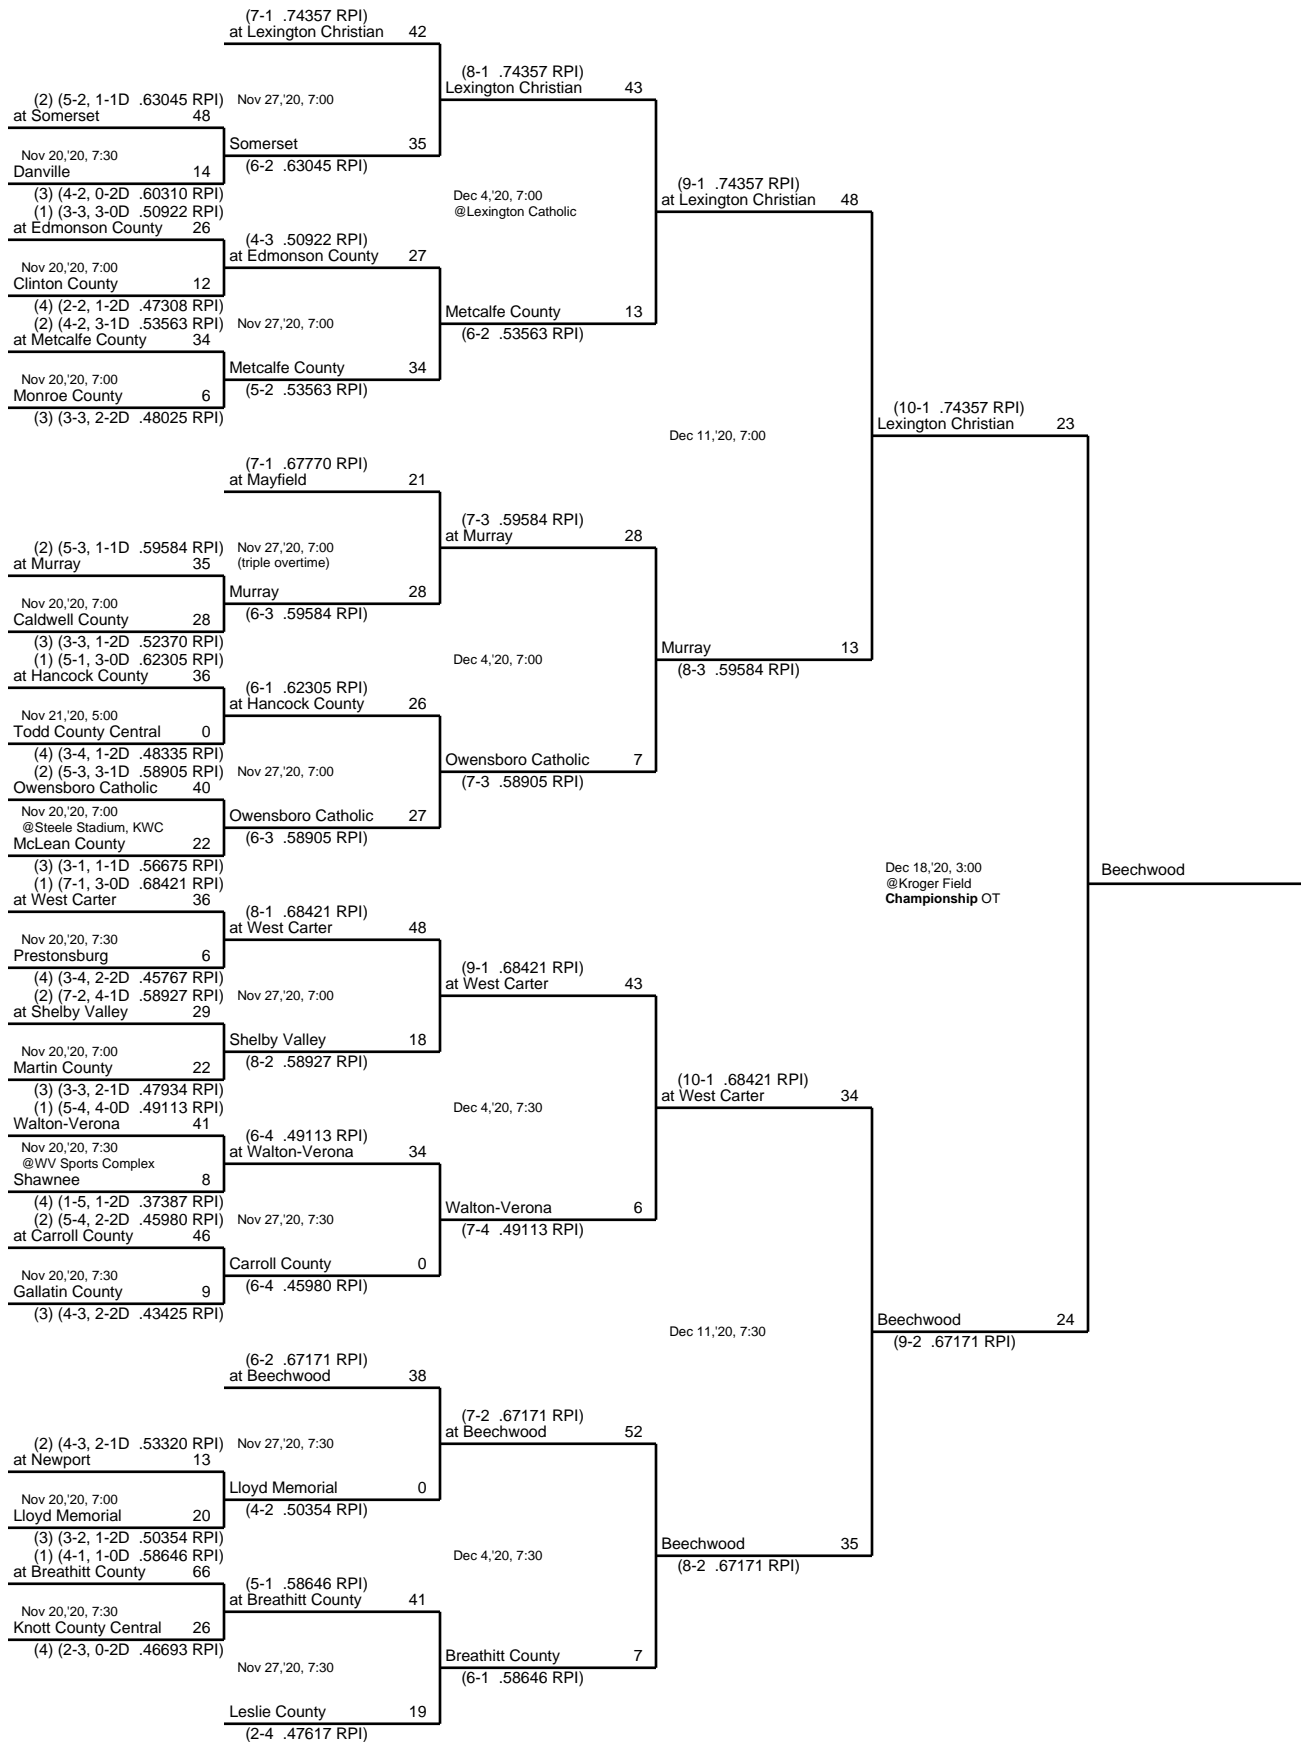 (7-1 .74357 RPI)
at Lexington Christian 42
(8-1 .74357 RPI)
Lexington Christian 43
(2) (5-2, 1-1D .63045 RPI) Nov 27,'20, 7:00
at Somerset 48
Somerset 35
Nov 20,'20, 7:30
Danville 14
(6-2 .63045 RPI)
(3) (4-2, 0-2D .60310 RPI)
Dec 4,'20, 7:00
@Lexington Catholic
(9-1 .74357 RPI)
at Lexington Christian 48
(1) (3-3, 3-0D .50922 RPI)
at Edmonson County 26
(4-3 .50922 RPI)
at Edmonson County 27
Nov 20,'20, 7:00
Clinton County 12
(4) (2-2, 1-2D .47308 RPI)
Metcalfe County 13
(6-2 .53563 RPI)
(2) (4-2, 3-1D .53563 RPI) Nov 27,'20, 7:00
at Metcalfe County 34
Metcalfe County 34
Nov 20,'20, 7:00
Monroe County 6
(5-2 .53563 RPI)
(3) (3-3, 2-2D .48025 RPI)
(10-1 .74357 RPI)
Lexington Christian 23
Dec 11,'20, 7:00
(7-1 .67770 RPI)
at Mayfield 21
(7-3 .59584 RPI)
at Murray 28
(2) (5-3, 1-1D .59584 RPI) Nov 27,'20, 7:00
(triple overtime)
at Murray 35
Murray 28
Nov 20,'20, 7:00
Caldwell County 28
(6-3 .59584 RPI)
(3) (3-3, 1-2D .52370 RPI)
Dec 4,'20, 7:00
Murray 13
(8-3 .59584 RPI)
(1) (5-1, 3-0D .62305 RPI)
at Hancock County 36
(6-1 .62305 RPI)
at Hancock County 26
Nov 21,'20, 5:00
Todd County Central 0
(4) (3-4, 1-2D .48335 RPI)
Owensboro Catholic 7
(7-3 .58905 RPI)
(2) (5-3, 3-1D .58905 RPI) Nov 27,'20, 7:00
Owensboro Catholic 40
Nov 20,'20, 7:00
@Steele Stadium, KWC
Owensboro Catholic 27
(6-3 .58905 RPI)
McLean County 22
(3) (3-1, 1-1D .56675 RPI)
Dec 18,'20, 3:00
@Kroger Field
Championship OT
Beechwood
(1) (7-1, 3-0D .68421 RPI)
at West Carter 36
(8-1 .68421 RPI)
at West Carter 48
Nov 20,'20, 7:30
Prestonsburg 6
(9-1 .68421 RPI)
at West Carter 43
(4) (3-4, 2-2D .45767 RPI)
(2) (7-2, 4-1D .58927 RPI) Nov 27,'20, 7:00
at Shelby Valley 29
Shelby Valley 18
Nov 20,'20, 7:00
Martin County 22
(8-2 .58927 RPI)
(3) (3-3, 2-1D .47934 RPI)
(10-1 .68421 RPI)
at West Carter 34
Dec 4,'20, 7:30
(1) (5-4, 4-0D .49113 RPI)
Walton-Verona 41
(6-4 .49113 RPI)
at Walton-Verona 34
Nov 20,'20, 7:30
@WV Sports Complex
Shawnee 8
(4) (1-5, 1-2D .37387 RPI)
Walton-Verona 6
(7-4 .49113 RPI)
(2) (5-4, 2-2D .45980 RPI) Nov 27,'20, 7:30
at Carroll County 46
Carroll County 0
Nov 20,'20, 7:30
Gallatin County 9
(6-4 .45980 RPI)
(3) (4-3, 2-2D .43425 RPI)
Dec 11,'20, 7:30
Beechwood 24
(9-2 .67171 RPI)
(6-2 .67171 RPI)
at Beechwood 38
(7-2 .67171 RPI)
at Beechwood 52
(2) (4-3, 2-1D .53320 RPI) Nov 27,'20, 7:30
at Newport 13
Lloyd Memorial 0
Nov 20,'20, 7:00
Lloyd Memorial 20
(4-2 .50354 RPI)
(3) (3-2, 1-2D .50354 RPI)
Dec 4,'20, 7:30
Beechwood 35
(8-2 .67171 RPI)
(1) (4-1, 1-0D .58646 RPI)
at Breathitt County 66
(5-1 .58646 RPI)
at Breathitt County 41
Nov 20,'20, 7:30
Knott County Central 26
(4) (2-3, 0-2D .46693 RPI)
Breathitt County 7
(6-1 .58646 RPI)
Nov 27,'20, 7:30
Leslie County 19
(2-4 .47617 RPI)